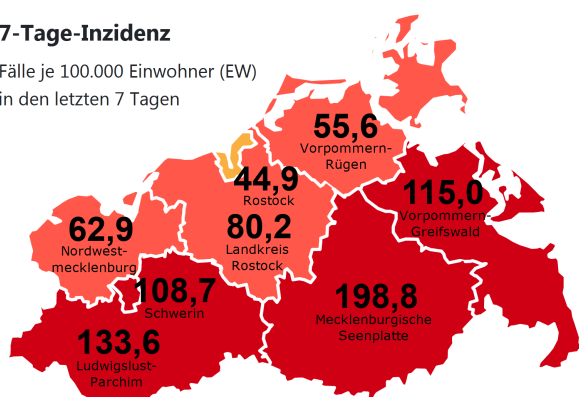 7-Tage-Inzidenz
Fälle je 100.000 Einwohner (EW)
in den letzten 7 Tagen
55,6
Vorpommern-
Rügen
44,9
Rostock
115,0
Vorpommern-
Greifswald
62,9
Nordwest-
mecklenburg
80,2
Landkreis
Rostock
108,7
Schwerin
198,8
Mecklenburgische
Seenplatte
133,6
Ludwigslust-
Parchim